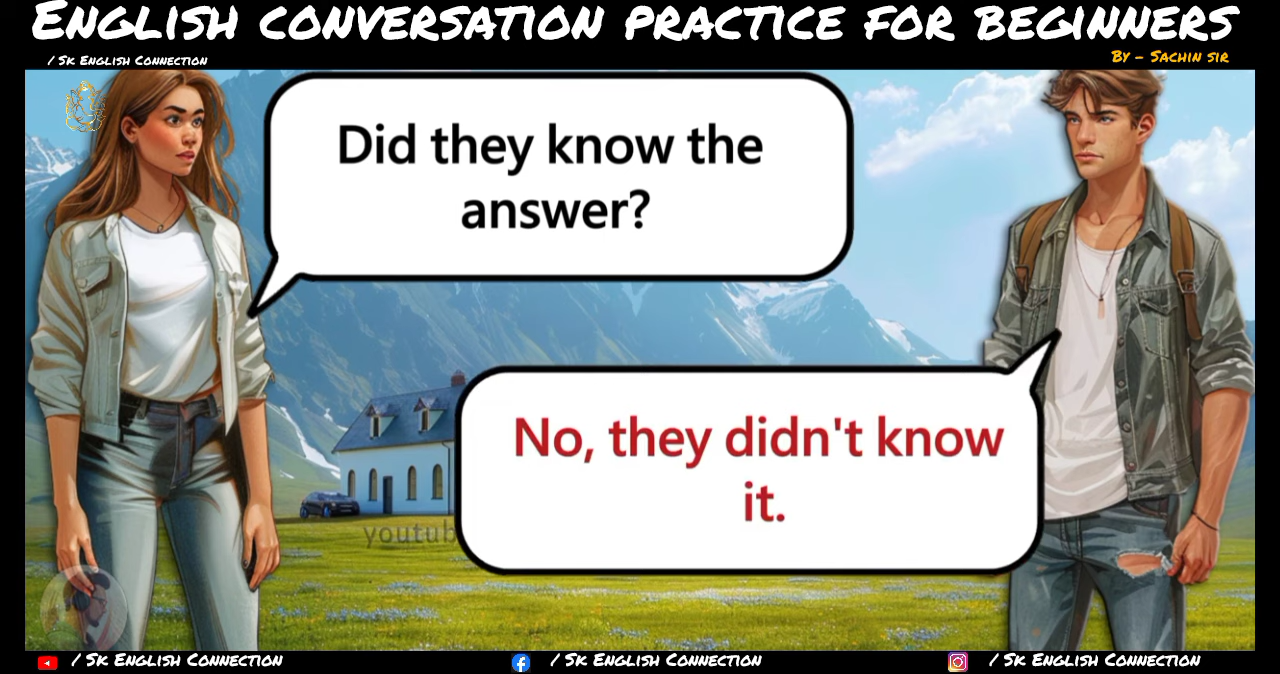 English conversation practice for beginners
/ Sk English Connection
By - Sachin sir
Did they know the
answer?
No, they didn't know
it.
youtub
/ Sk English Connection
/ Sk English Connection
/ Sk English Connection